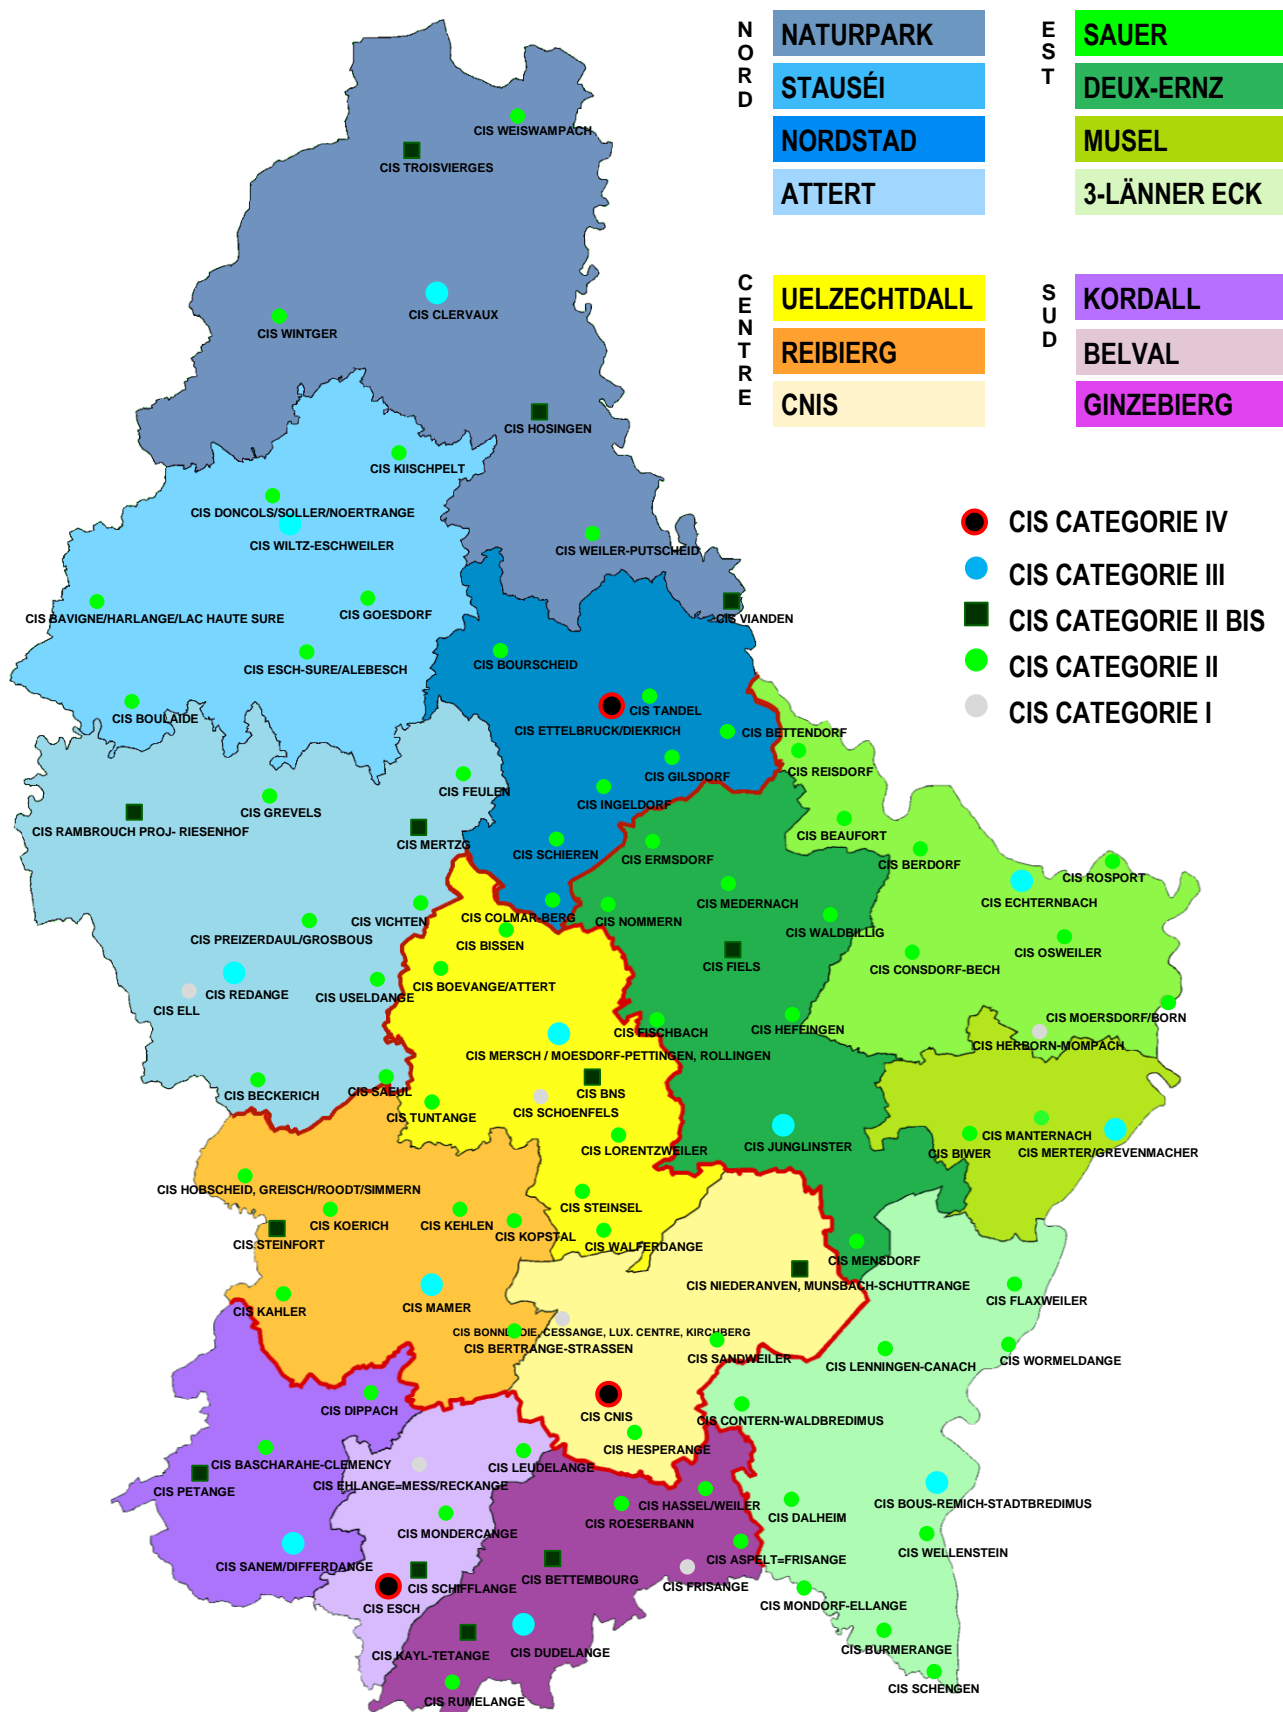 NORD
NATURPARK
STAUSÉI
NORDSTAD
ATTERT
EST
SAUER
DEUX-ERNZ
MUSEL
3-LÄNNER ECK
CENTRE
UELZECHTDALL
REIBIERG
CNIS
SUD
KORDALL
BELVAL
GINZEBIERG
CIS CATEGORIE IV
CIS CATEGORIE III
CIS CATEGORIE II BIS
CIS CATEGORIE II
CIS CATEGORIE I
CIS WEISWAMPACH
CIS TROISVIERGES
CIS CLERVAUX
CIS WINTGER
CIS HOSINGEN
CIS KIISCHPELT
CIS DONCOLS/SOLLER/NOERTRANGE
CIS WILTZ-ESCHWEILER
CIS WEILER-PUTSCHEID
CIS BAVIGNE/HARLANGE/LAC HAUTE SURE
CIS GOESDORF
CIS VIANDEN
CIS ESCH-SURE/ALEBESCH
CIS BOURSCHEID
CIS BOULAIDE
CIS TANDEL
CIS ETTELBRUCK/DIEKRICH
CIS BETTENDORF
CIS REISDORF
CIS GILSDORF
CIS FEULEN
CIS INGELDORF
CIS GREVELS
CIS RAMBROUCH PROJ- RIESENHOF
CIS MERTZG
CIS BEAUFORT
CIS SCHIEREN
CIS ERMSDORF
CIS BERDORF
CIS ROSPORT
CIS MEDERNACH
CIS ECHTERNBACH
CIS VICHTEN
CIS COLMAR-BERG
CIS NOMMERN
CIS WALDBILLIG
CIS PREIZERDAUL/GROSBOUS
CIS BISSEN
CIS OSWEILER
CIS FIELS
CIS CONSDORF-BECH
CIS BOEVANGE/ATTERT
CIS REDANGE
CIS USELDANGE
CIS ELL
CIS MOERSDORF/BORN
CIS FISCHBACH
CIS HEFFINGEN
CIS HERBORN-MOMPACH
CIS MERSCH / MOESDORF-PETTINGEN, ROLLINGEN
CIS BECKERICH
CIS SAEUL
CIS BNS
CIS SCHOENFELS
CIS TUNTANGE
CIS MANTERNACH
CIS LORENTZWEILER
CIS JUNGLINSTER
CIS BIWER
CIS MERTER/GREVENMACHER
CIS HOBSCHEID, GREISCH/ROODT/SIMMERN
CIS STEINSEL
CIS KOERICH
CIS KEHLEN
CIS KOPSTAL
CIS STEINFORT
CIS WALFERDANGE
CIS MENSDORF
CIS NIEDERANVEN, MUNSBACH-SCHUTTRANGE
CIS FLAXWEILER
CIS KAHLER
CIS MAMER
CIS BONNEVOIE, CESSANGE, LUX. CENTRE, KIRCHBERG
CIS BERTRANGE-STRASSEN
CIS SANDWEILER
CIS LENNINGEN-CANACH
CIS WORMELDANGE
CIS DIPPACH
CIS CNIS
CIS CONTERN-WALDBREDIMUS
CIS HESPERANGE
CIS BASCHARAHE-CLEMENCY
CIS LEUDELANGE
CIS PETANGE
CIS EHLANGE=MESS/RECKANGE
CIS HASSEL/WEILER
CIS BOUS-REMICH-STADTBREDIMUS
CIS ROESERBANN
CIS DALHEIM
CIS MONDERCANGE
CIS WELLENSTEIN
CIS ASPELT=FRISANGE
CIS SANEM/DIFFERDANGE
CIS SCHIFFLANGE
CIS BETTEMBOURG
CIS FRISANGE
CIS ESCH
CIS MONDORF-ELLANGE
CIS KAYL-TETANGE
CIS DUDELANGE
CIS BURMERANGE
CIS SCHENGEN
CIS RUMELANGE